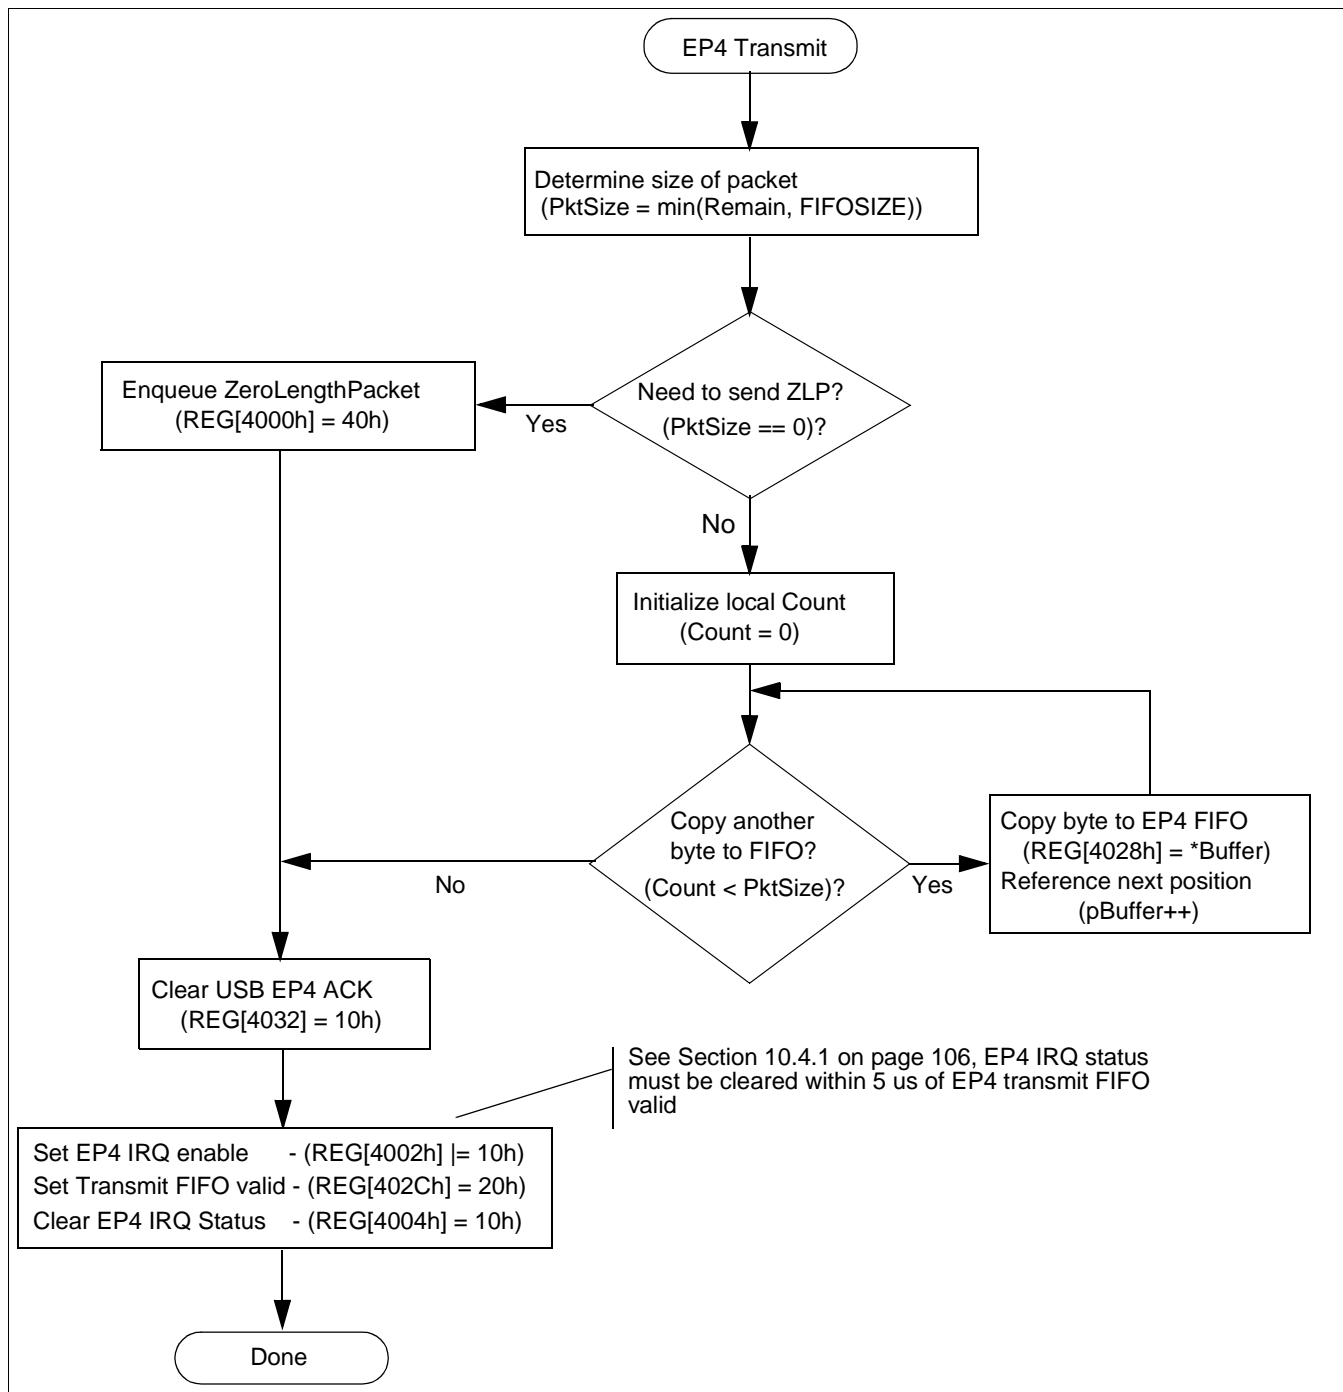 EP4 Transmit
Determine size of packet
(PktSize = min(Remain, FIFOSIZE))
Need to send ZLP?
(PktSize == 0)?
Yes
Enqueue ZeroLengthPacket
(REG[4000h] = 40h)
No
Initialize local Count
(Count = 0)
Copy another
byte to FIFO?
(Count < PktSize)?
No
Yes
Copy byte to EP4 FIFO
(REG[4028h] = *Buffer)
Reference next position
(pBuffer++)
Clear USB EP4 ACK
(REG[4032] = 10h)
See Section 10.4.1 on page 106, EP4 IRQ status
must be cleared within 5 us of EP4 transmit FIFO
valid
Set EP4 IRQ enable - (REG[4002h] |= 10h)
Set Transmit FIFO valid - (REG[402Ch] = 20h)
Clear EP4 IRQ Status - (REG[4004h] = 10h)
Done